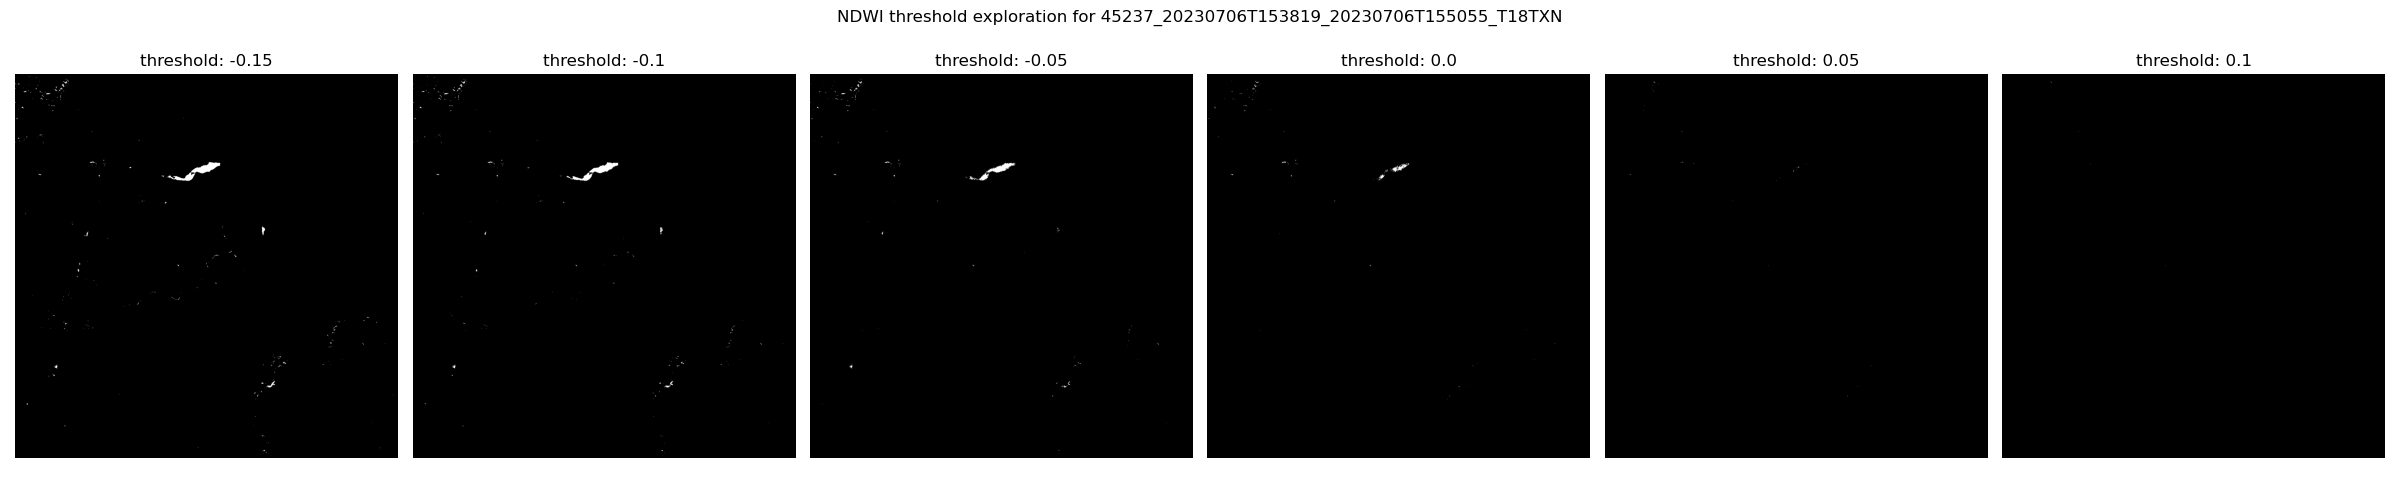 NDWI threshold exploration for 45237_20230706T153819_20230706T155055_T18TXN
threshold: -0.15
threshold: -0.1
threshold: -0.05
threshold: 0.0
threshold: 0.05
threshold: 0.1